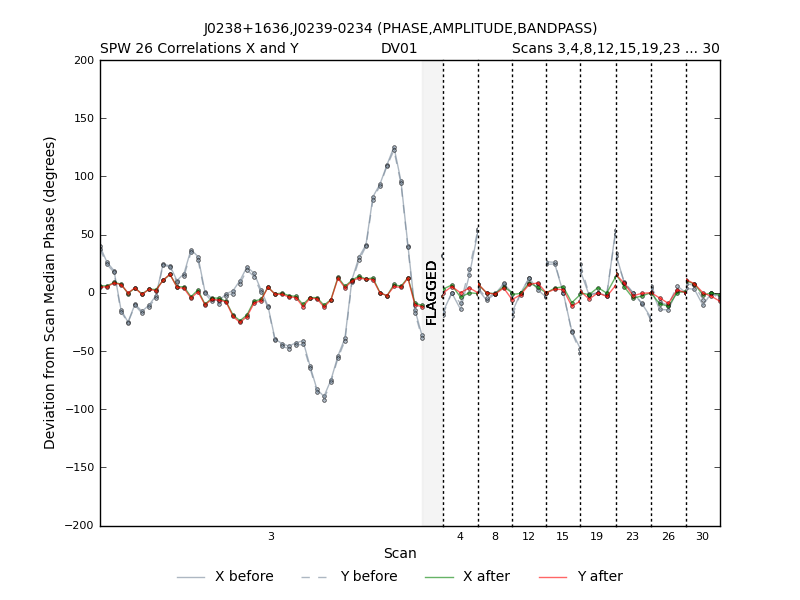 J0238+1636,J0239-0234 (PHASE,AMPLITUDE,BANDPASS)
SPW 26 Correlations X and Y DV01 Scans 3,4,8,12,15,19,23 ... 30
200
150
100
50
0
−50
−100
−150
−200
Deviation from Scan Median Phase (degrees)
FLAGGED
3 4 8 12 15 19 23 26 30
Scan
X before Y before X after Y after